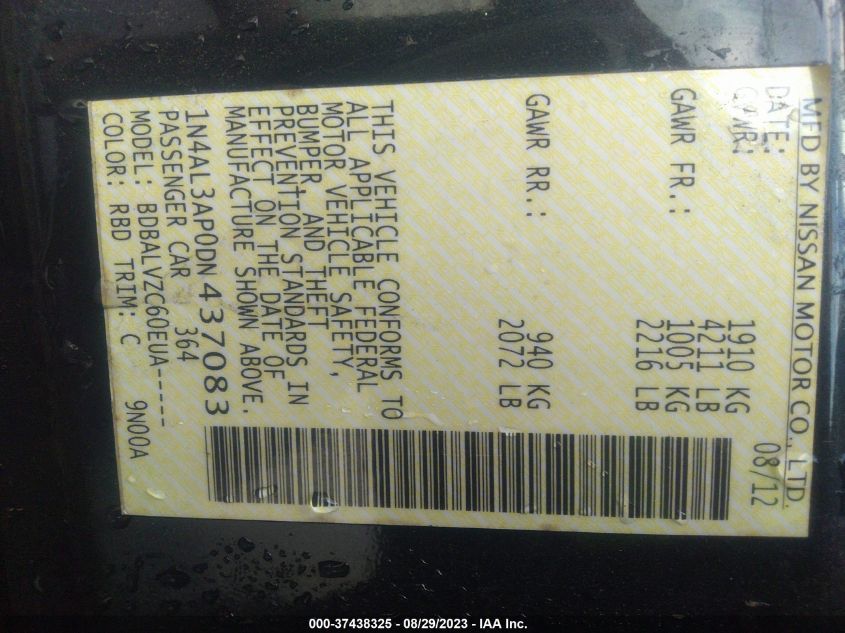 MFD BY NISSAN MOTOR CO., LTD.
DATE: 08/12
GVWR: 1910 KG
4211 LB
GAWR FR.: 1005 KG
2216 LB
GAWR RR.: 940 KG
2072 LB
THIS VEHICLE CONFORMS TO
ALL APPLICABLE FEDERAL
MOTOR VEHICLE SAFETY,
BUMPER, AND THEFT
PREVENTION STANDARDS IN
EFFECT ON THE DATE OF
MANUFACTURE SHOWN ABOVE.
1N4AL3AP0DN437083
PASSENGER CAR 364
MODEL: BDBALVZC60EUA-----
COLOR: RBD TRIM: C 9N00A
000-37438325 - 08/29/2023 - IAA Inc.